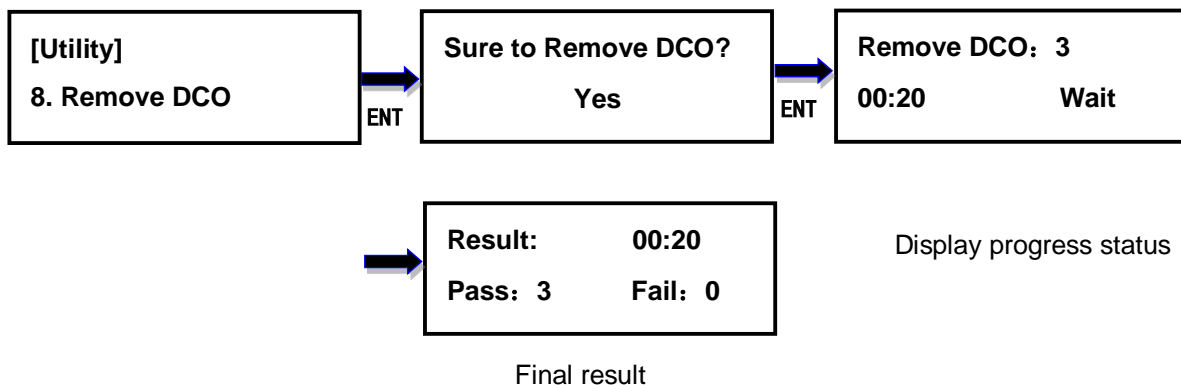 [Utility]
8. Remove DCO
ENT
Sure to Remove DCO?
Yes
ENT
Remove DCO：3
00:20 Wait
Display progress status
Result: 00:20
Pass：3 Fail：0
Final result